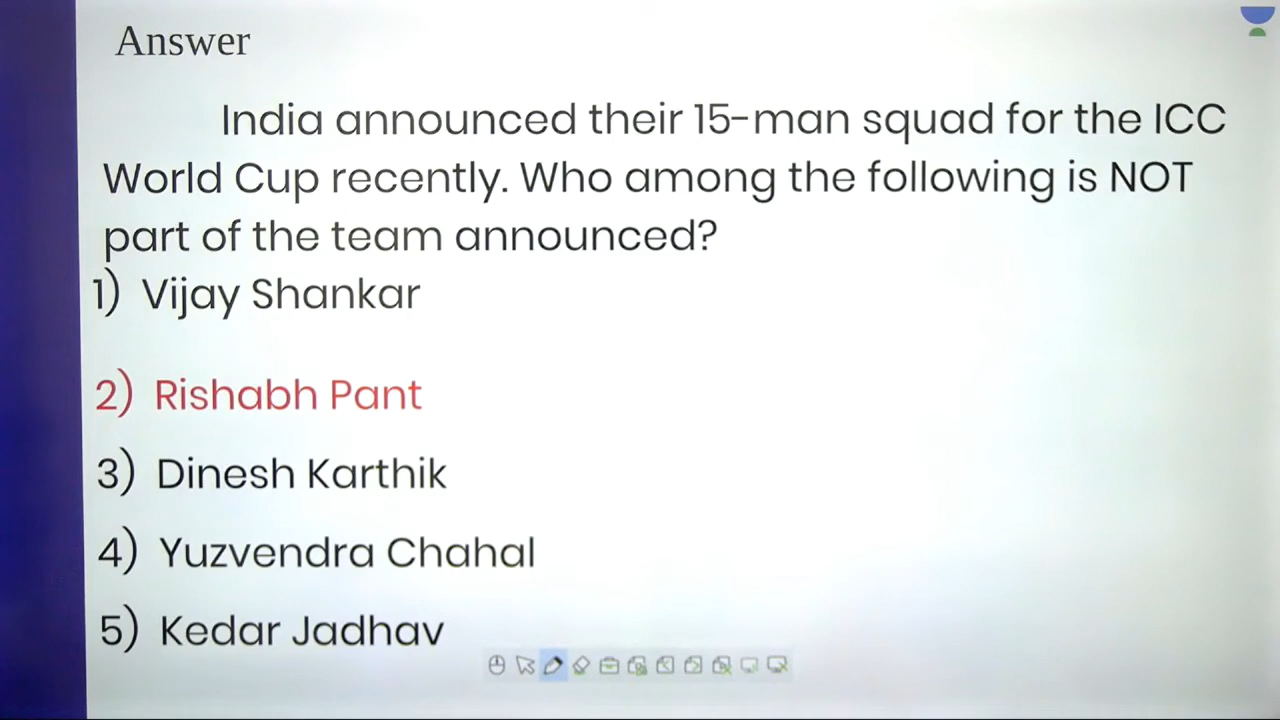 Answer
India announced their 15-man squad for the ICC
World Cup recently. Who among the following is NOT
part of the team announced?
1) Vijay Shankar
2) Rishabh Pant
3) Dinesh Karthik
4) Yuzvendra Chahal
5) Kedar Jadhav